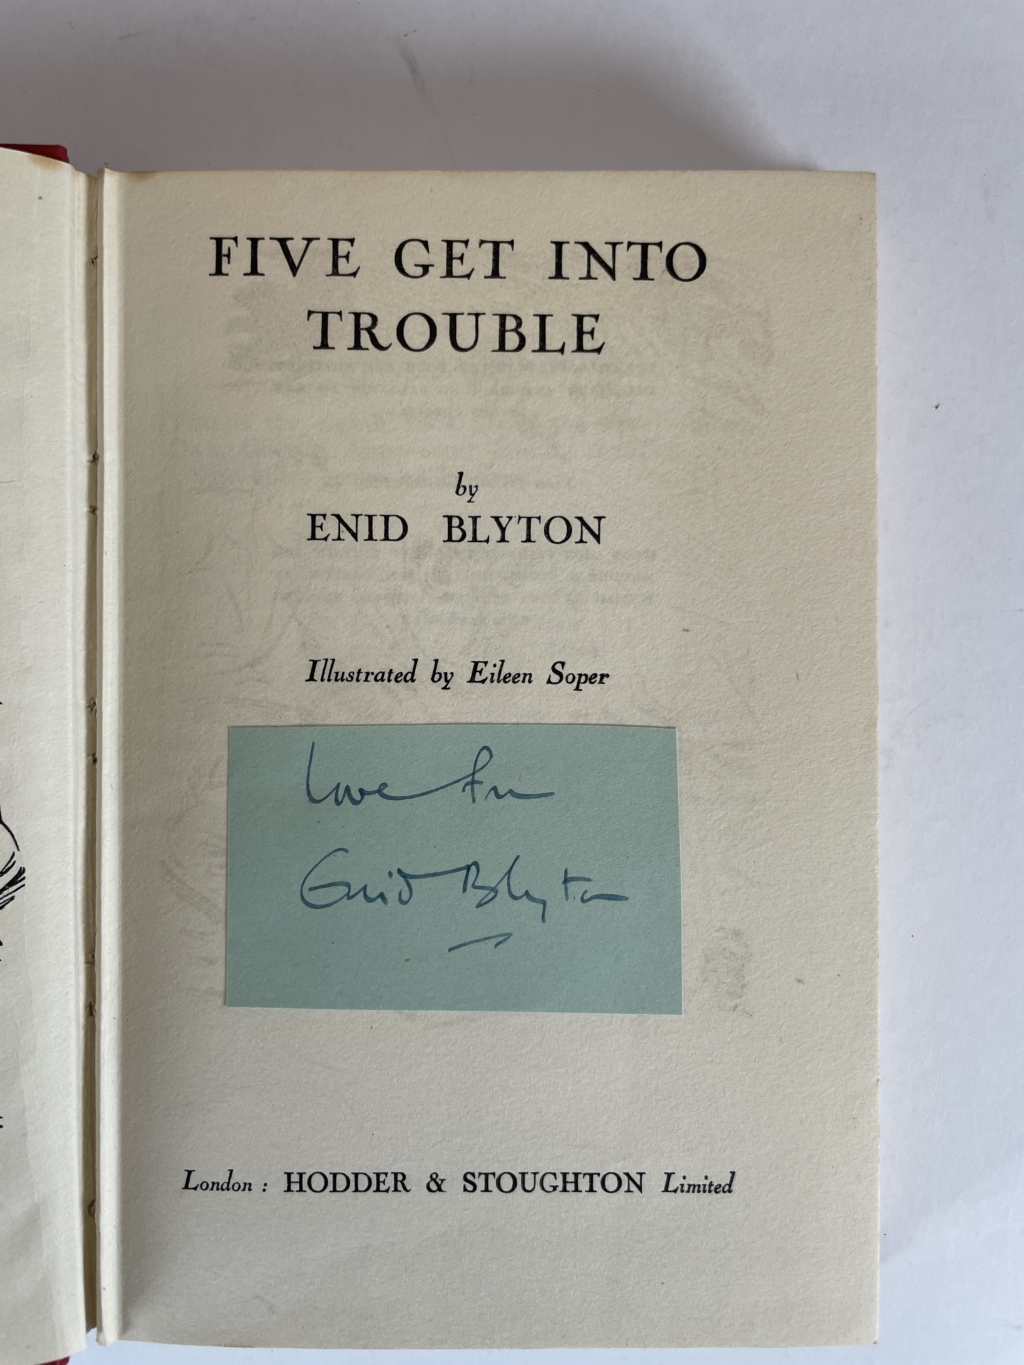 FIVE GET INTO
TROUBLE
by
ENID BLYTON
Illustrated by Eileen Soper
Love from
Enid Blyton
London : HODDER & STOUGHTON Limited